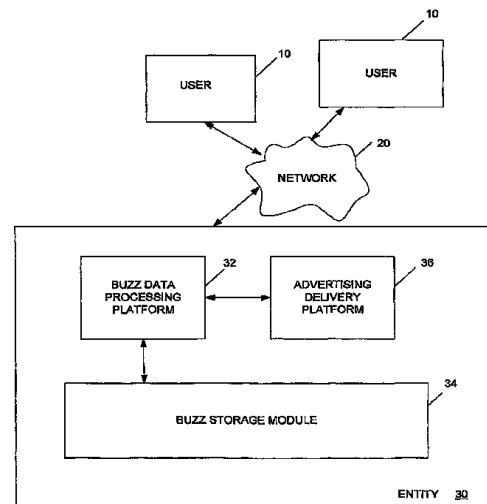 10
10
USER
USER
20
NETWORK
32
36
BUZZ DATA
PROCESSING
PLATFORM
ADVERTISING
DELIVERY
PLATFORM
34
BUZZ STORAGE MODULE
ENTITY 30